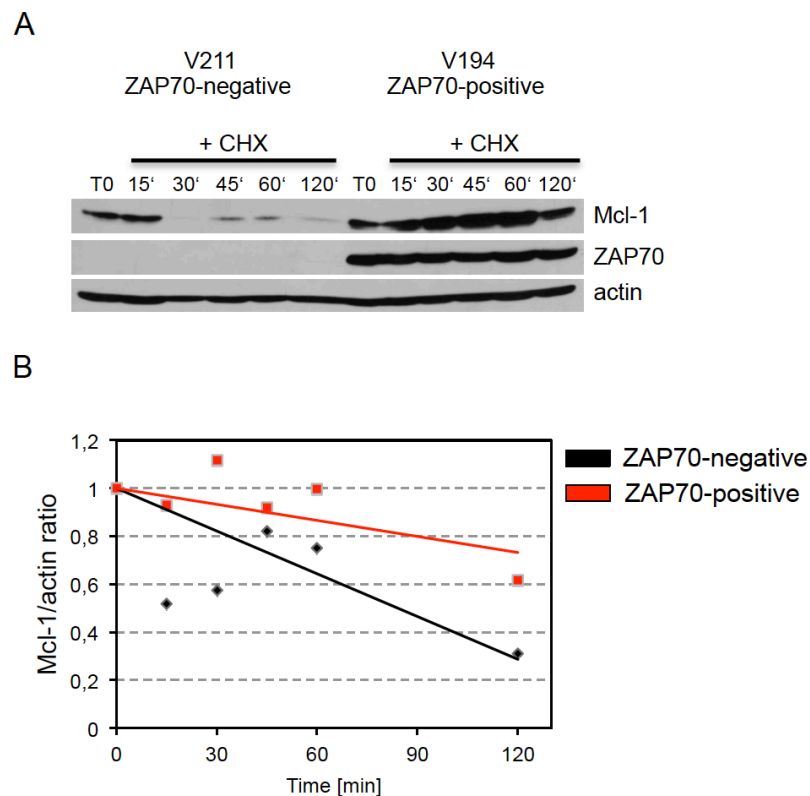 A
V211
ZAP70-negative
V194
ZAP70-positive
+ CHX
+ CHX
T0 15‘ 30‘ 45‘ 60‘ 120‘ T0 15‘ 30‘ 45‘ 60‘ 120‘
Mcl-1
ZAP70
actin
B
1,2
1
0,8
0,6
0,4
0,2
0
Mcl-1/actin ratio
0 30 60 90 120
Time [min]
ZAP70-negative
ZAP70-positive